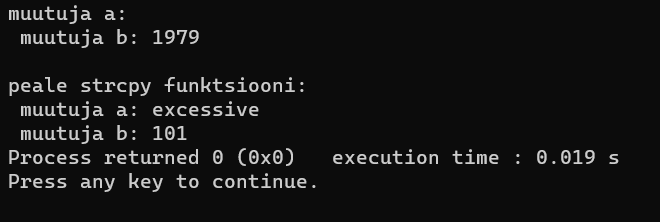 muutuja a:
muutuja b: 1979
peale strcpy funktsiooni:
muutuja a: excessive
muutuja b: 101
Process returned 0 (0x0)   execution time : 0.019 s
Press any key to continue.